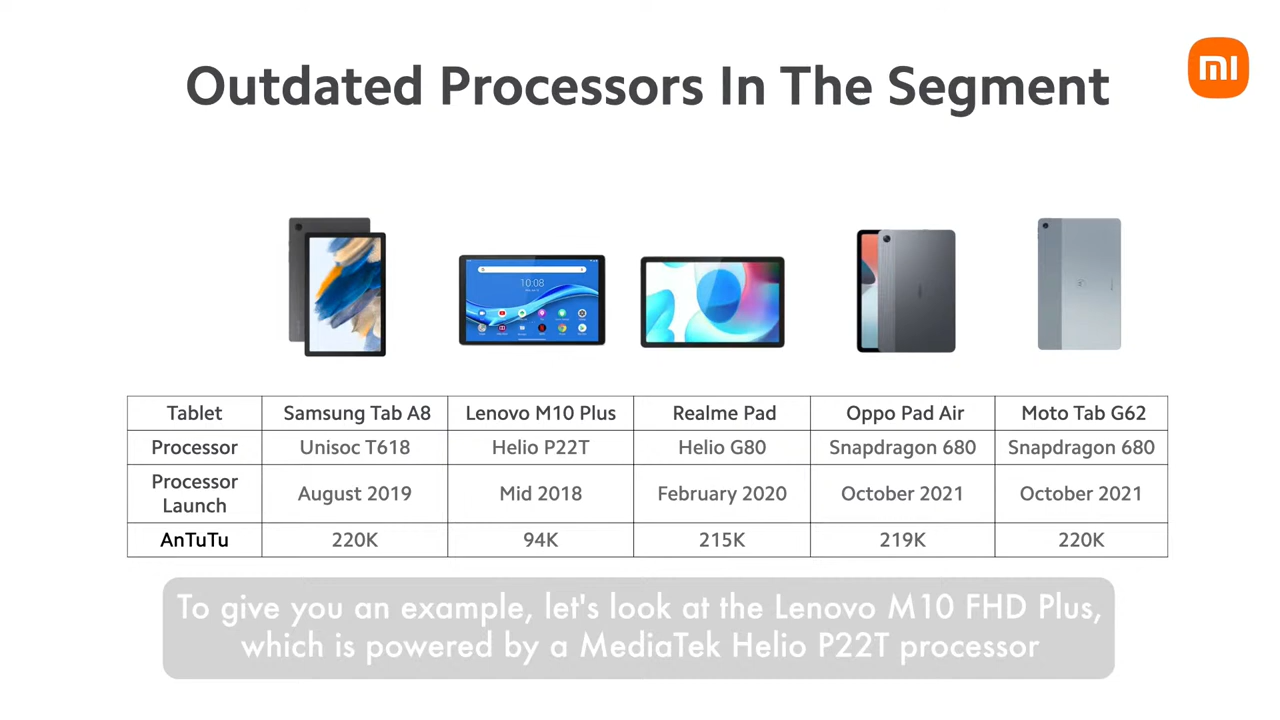 Outdated Processors In The Segment
mi
10:08
Tablet Samsung Tab A8 Lenovo M10 Plus Realme Pad Oppo Pad Air Moto Tab G62
Processor Unisoc T618 Helio P22T Helio G80 Snapdragon 680 Snapdragon 680
Processor Launch August 2019 Mid 2018 February 2020 October 2021 October 2021
AnTuTu 220K 94K 215K 219K 220K
To give you an example, let's look at the Lenovo M10 FHD Plus,
which is powered by a MediaTek Helio P22T processor